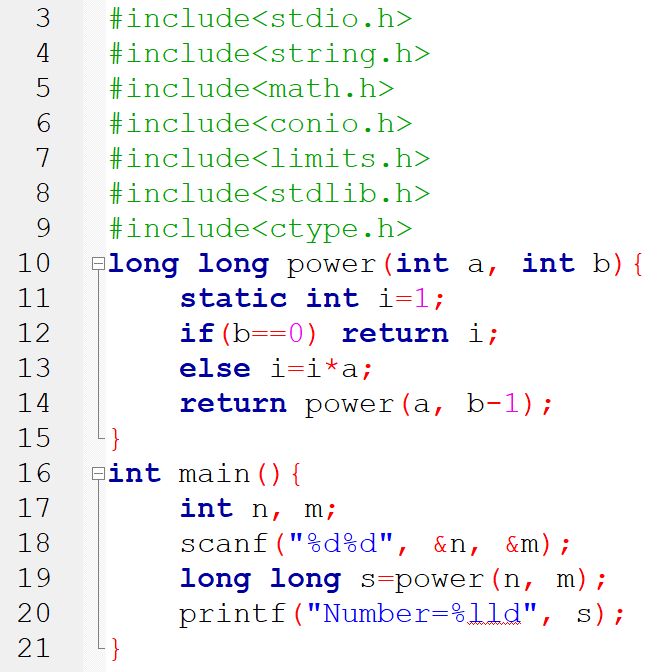 3 #include<stdio.h>
4 #include<string.h>
5 #include<math.h>
6 #include<conio.h>
7 #include<limits.h>
8 #include<stdlib.h>
9 #include<ctype.h>
10 long long power(int a, int b){
11 static int i=1;
12 if(b==0) return i;
13 else i=i*a;
14 return power(a, b-1);
15 }
16 int main(){
17 int n, m;
18 scanf("%d%d", &n, &m);
19 long long s=power(n, m);
20 printf("Number=%lld", s);
21 }